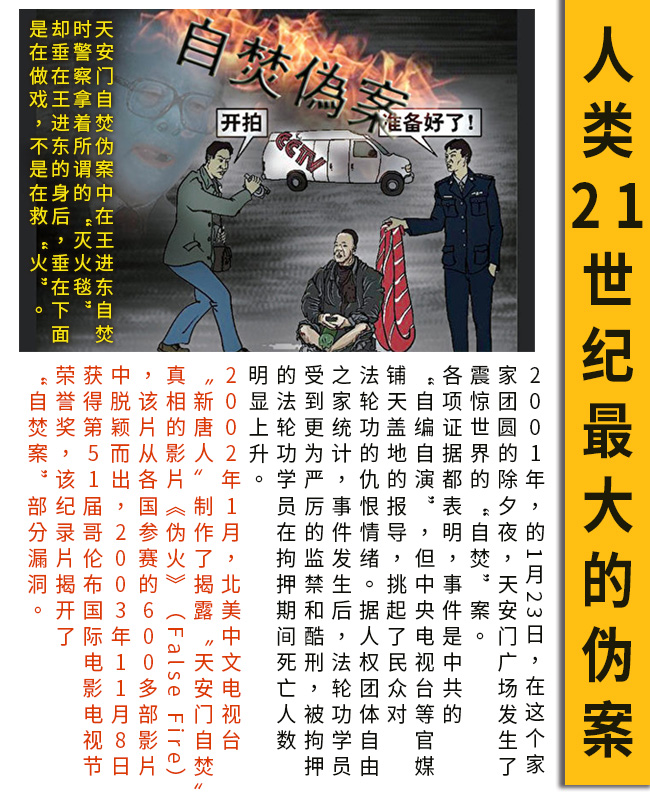 人类21世纪最大的伪案
自焚偽案
开拍
准备好了！
CCTV
天安门自焚伪案中在王进东自焚
时警察拿着所谓的“灭火毯”
却垂在王进东的身后，垂在下面
是在做戏，不是在救“火”。
2001年，的1月23日，在这个家
家团圆的除夕夜，天安门广场发生了
震惊世界的“自焚”案。
各项证据都表明，事件是中共的
“自编自演”，但中央电视台等官媒
铺天盖地的报导，挑起了民众对
法轮功的仇恨情绪。据人权团体自由
之家统计，事件发生后，法轮功学员
受到更为严厉的监禁和酷刑，被拘押
的法轮功学员在拘押期间死亡人数
明显上升。
2002年1月，北美中文电视台
“新唐人”制作了揭露“天安门自焚”
真相的影片《伪火》（False Fire）
，该片从各国参赛的600多部影片
中脱颖而出，2003年11月8日
获得第51届哥伦布国际电影电视节
荣誉奖，该纪录片揭开了
“自焚案”部分漏洞。